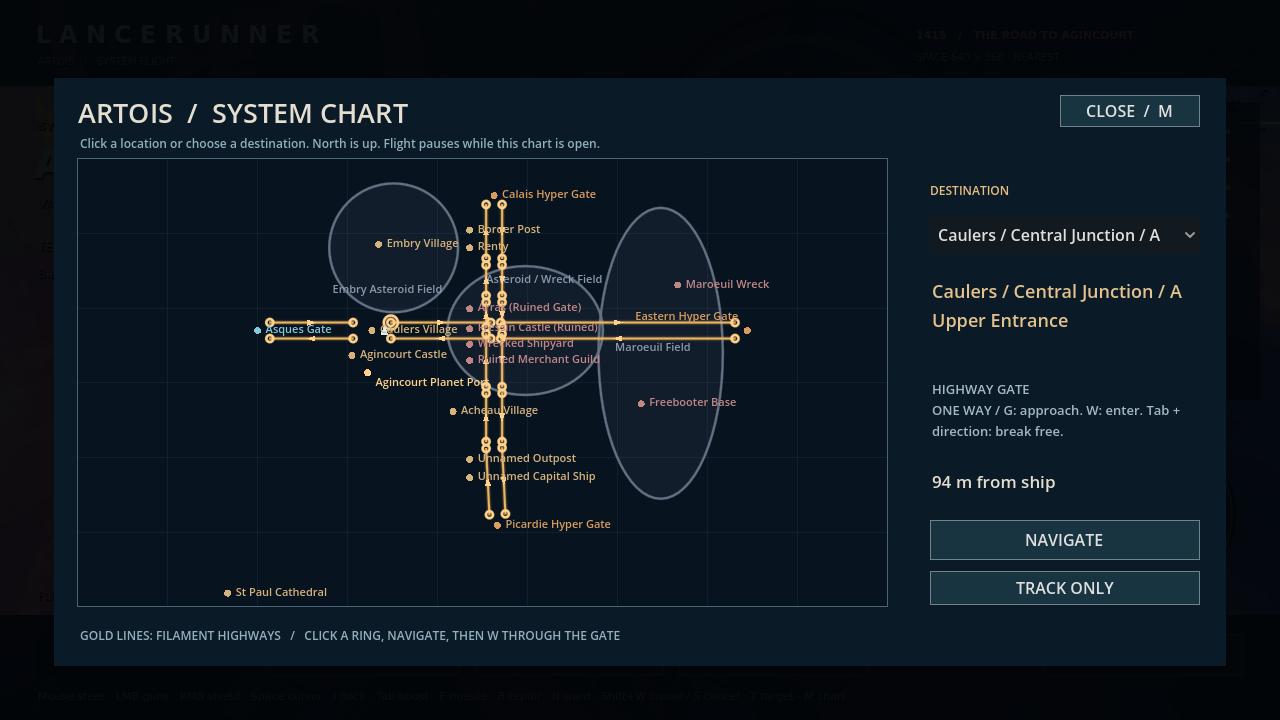 LANCERUNNER
1415 / THE ROAD TO AGINCOURT
ARTOIS / SYSTEM FLIGHT
ARTOIS / SYSTEM CHART
CLOSE / M
Click a location or choose a destination. North is up. Flight pauses while this chart is open.
Calais Hyper Gate
Border Post
Embry Village
Renty
Asteroid / Wreck Field
Maroeuil Wreck
Embry Asteroid Field
(Ruined Gate)
Eastern Hyper Gate
Asques Gate
Caulers Village
Castle (Ruined)
Wrecked Shipyard
Maroeuil Field
Agincourt Castle
Ruined Merchant Guild
Agincourt Planet Port
Freebooter Base
Acheau Village
Unnamed Outpost
Unnamed Capital Ship
Picardie Hyper Gate
St Paul Cathedral
DESTINATION
Caulers / Central Junction / A
Caulers / Central Junction / A
Upper Entrance
HIGHWAY GATE
ONE WAY / G: approach. W: enter. Tab +
direction: break free.
94 m from ship
NAVIGATE
TRACK ONLY
GOLD LINES: FILAMENT HIGHWAYS / CLICK A RING, NAVIGATE, THEN W THROUGH THE GATE